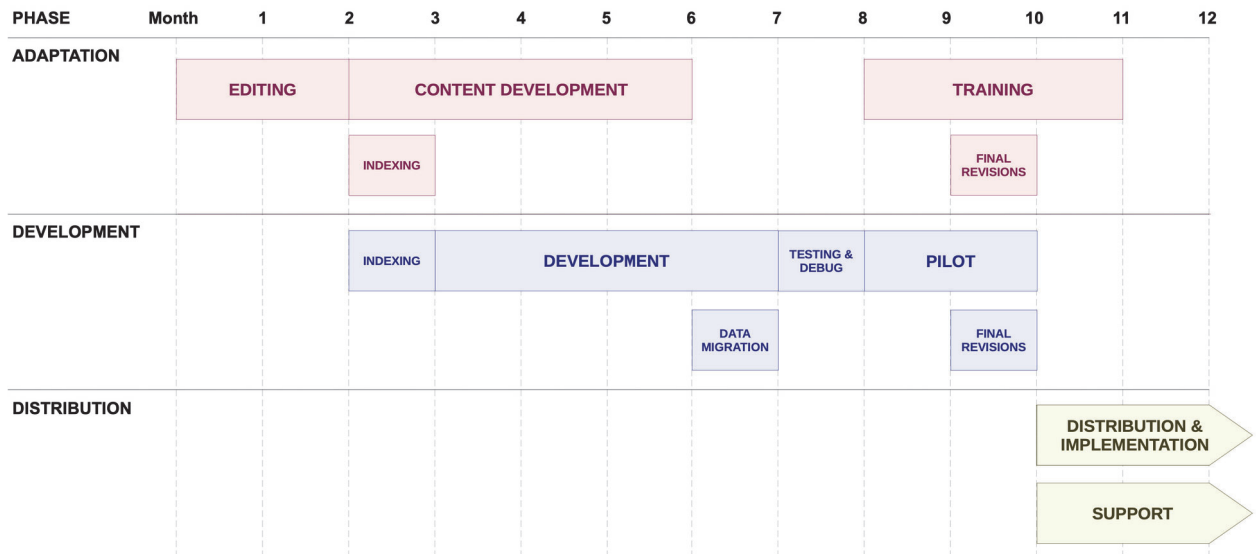 PHASE Month 1 2 3 4 5 6 7 8 9 10 11 12
ADAPTATION
EDITING CONTENT DEVELOPMENT TRAINING
INDEXING
FINAL
REVISIONS
DEVELOPMENT
INDEXING
DEVELOPMENT
TESTING &
DEBUG
PILOT
DATA
MIGRATION
FINAL
REVISIONS
DISTRIBUTION
DISTRIBUTION &
IMPLEMENTATION
SUPPORT